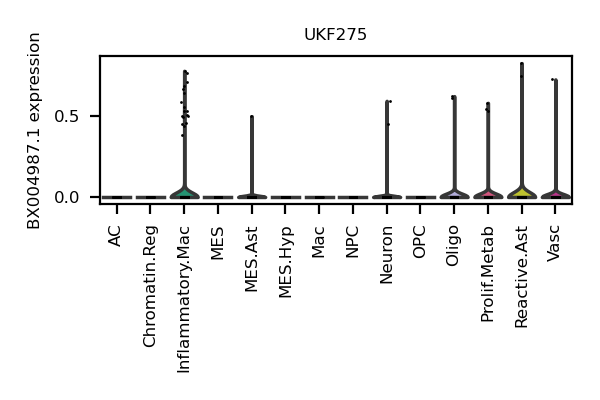 UKF275
BX004987.1 expression
0.5
0.0
AC
Chromatin.Reg
Inflammatory.Mac
MES
MES.Ast
MES.Hyp
Mac
NPC
Neuron
OPC
Oligo
Prolif.Metab
Reactive.Ast
Vasc